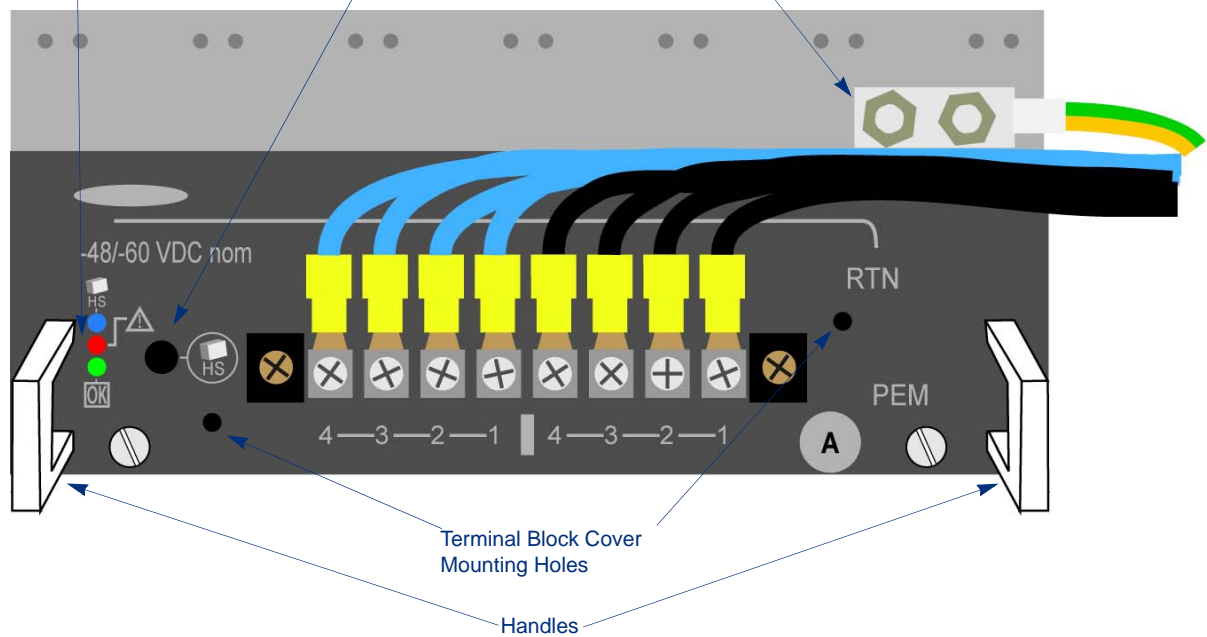 -48/-60 VDC nom
RTN
HS
HS
OK
PEM
4—3—2—1 4—3—2—1
A
Terminal Block Cover
Mounting Holes
Handles